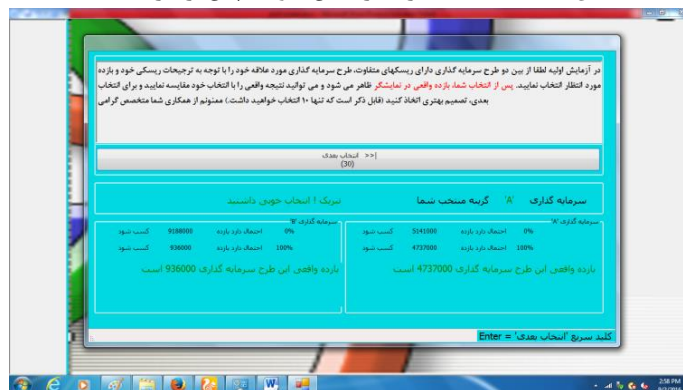 در آزمایش اولیه لطفا از بین دو طرح سرمایه گذاری دارای ریسکهای متفاوت، طرح سرمایه گذاری مورد علاقه خود را با توجه به ترجیحات ریسکی خود و بازده
مورد انتظار انتخاب نمایید. پس از انتخاب شما، بازده واقعی در نمایشگر ظاهر می شود و می توانید نتیجه واقعی را با انتخاب خود مقایسه نمایید و برای انتخاب
بعدی، تصمیم بهتری اتخاذ کنید (قابل ذکر است که تنها ۱۰ انتخاب خواهید داشت.) ممنونم از همکاری شما متخصص گرامی
|<< انتخاب بعدی
(30)
سرمایه گذاری 'A' گزینه منتخب شما تبریک ! انتخاب خوبی داشتید
سرمایه گذاری 'A'
0% احتمال دارد بازده 5141000 کسب شود
100% احتمال دارد بازده 4737000 کسب شود
بازده واقعی این طرح سرمایه گذاری 4737000 است
سرمایه گذاری 'B'
0% احتمال دارد بازده 9188000 کسب شود
100% احتمال دارد بازده 936000 کسب شود
بازده واقعی این طرح سرمایه گذاری 936000 است
کلید سریع 'انتخاب بعدی' = Enter
2:58 PM